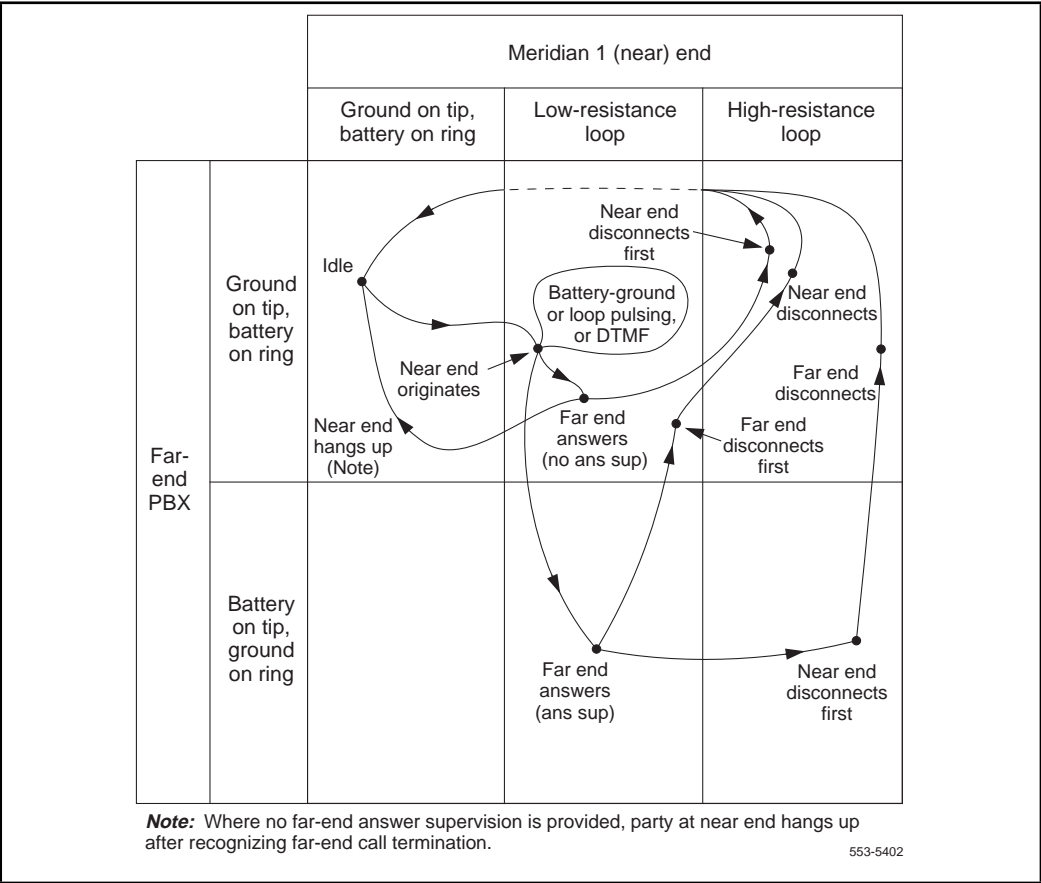 Meridian 1 (near) end
Ground on tip,
battery on ring
Low-resistance
loop
High-resistance
loop
Far-
end
PBX
Ground
on tip,
battery
on ring
Idle
Near end
originates
Battery-ground
or loop pulsing,
or DTMF
Near end
disconnects
first
Near end
disconnects
Far end
disconnects
Near end
hangs up
(Note)
Far end
answers
(no ans sup)
Far end
disconnects
first
Battery
on tip,
ground
on ring
Far end
answers
(ans sup)
Near end
disconnects
first
Note: Where no far-end answer supervision is provided, party at near end hangs up
after recognizing far-end call termination.
553-5402